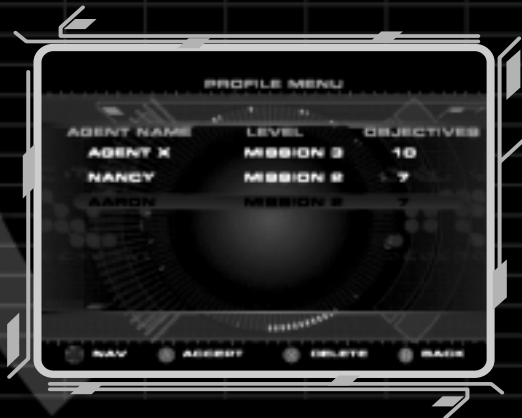 PROFILE MENU
AGENT NAME LEVEL OBJECTIVES
AGENT X MISSION 3 10
NANCY MISSION 2 7
AARON MISSION 2 7
NAV ACCEPT DELETE BACK